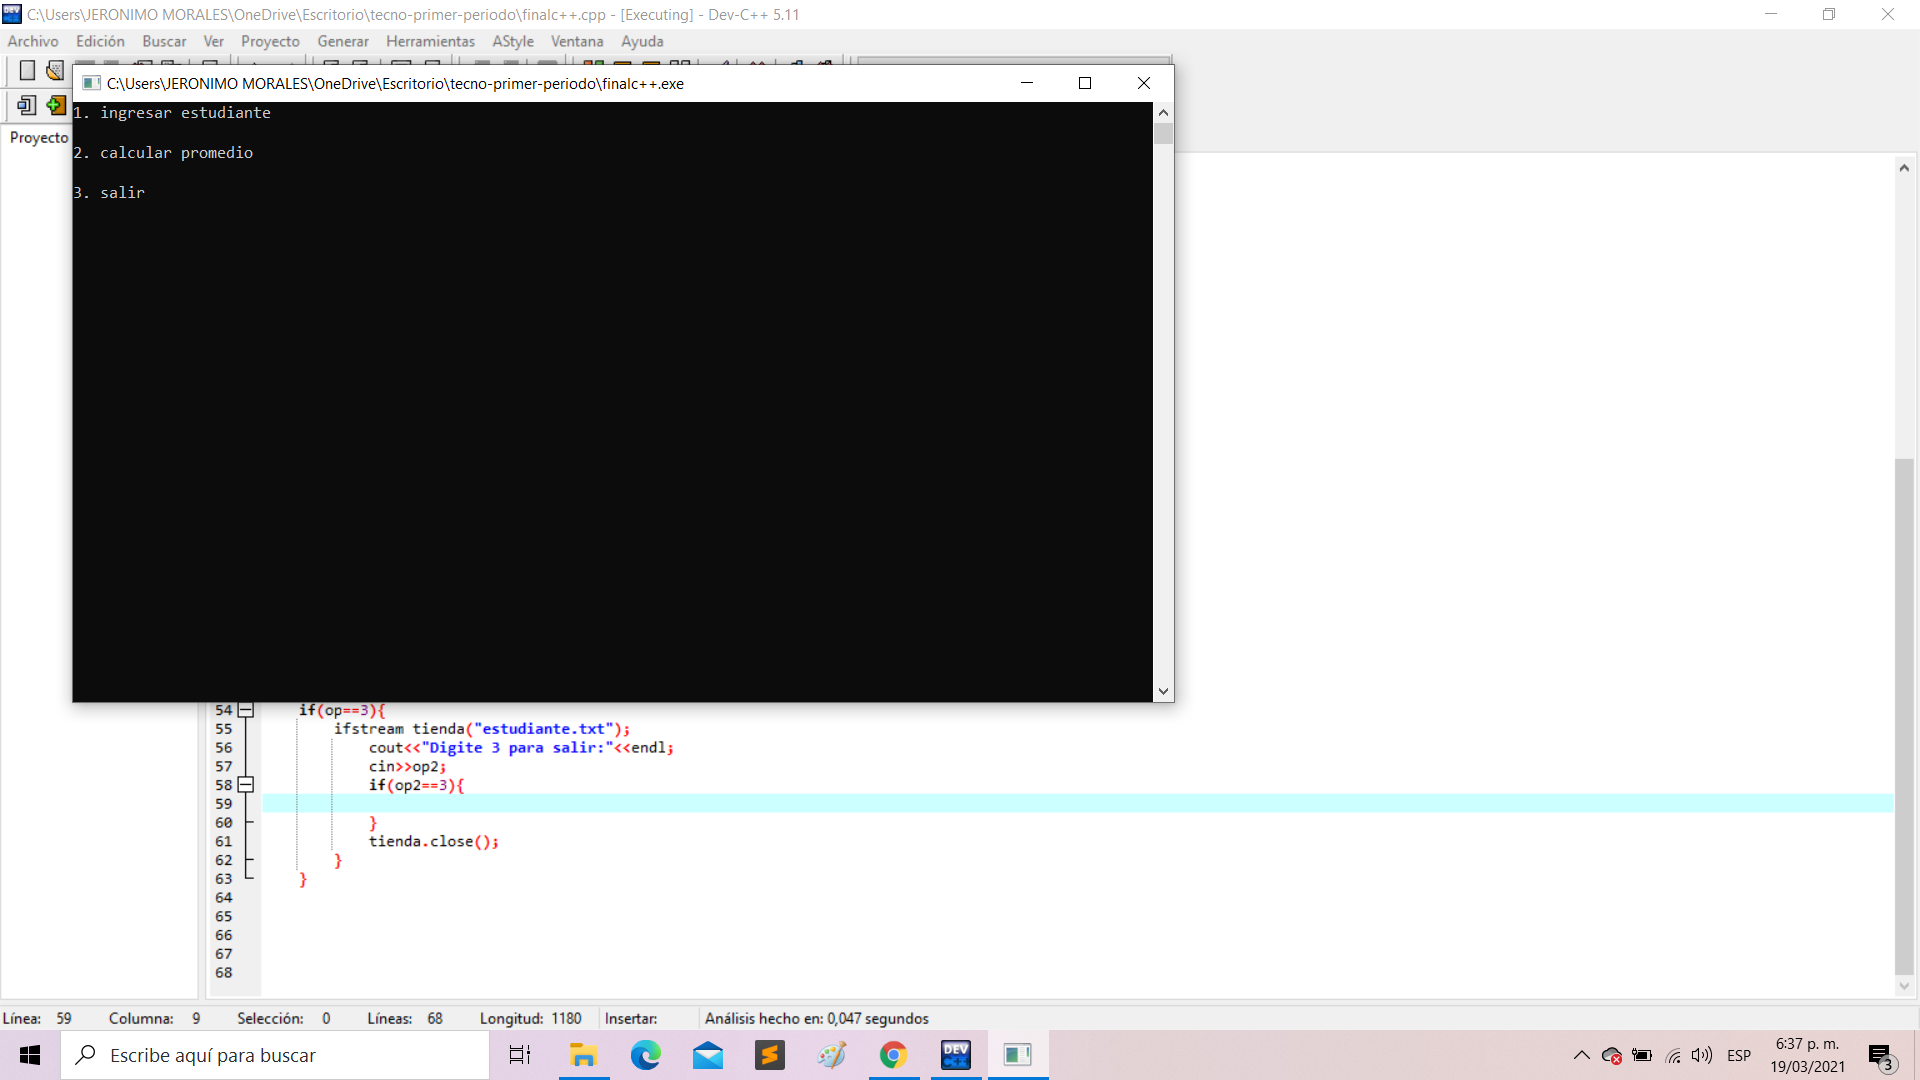 C:\Users\JERONIMO MORALES\OneDrive\Escritorio\tecno-primer-periodo\finalc++.cpp - [Executing] - Dev-C++ 5.11
Archivo Edición Buscar Ver Proyecto Generar Herramientas AStyle Ventana Ayuda
C:\Users\JERONIMO MORALES\OneDrive\Escritorio\tecno-primer-periodo\finalc++.exe
Proyecto
1. ingresar estudiante
2. calcular promedio
3. salir
54 if(op==3){
55 ifstream tienda("estudiante.txt");
56 cout<<"Digite 3 para salir:"<<endl;
57 cin>>op2;
58 if(op2==3){
59
60 }
61 tienda.close();
62 }
63 }
64
65
66
67
68
Línea: 59 Columna: 9 Selección: 0 Líneas: 68 Longitud: 1180 Insertar: Análisis hecho en: 0,047 segundos
Escribe aquí para buscar
DEV C++
ESP
6:37 p. m.
19/03/2021
3